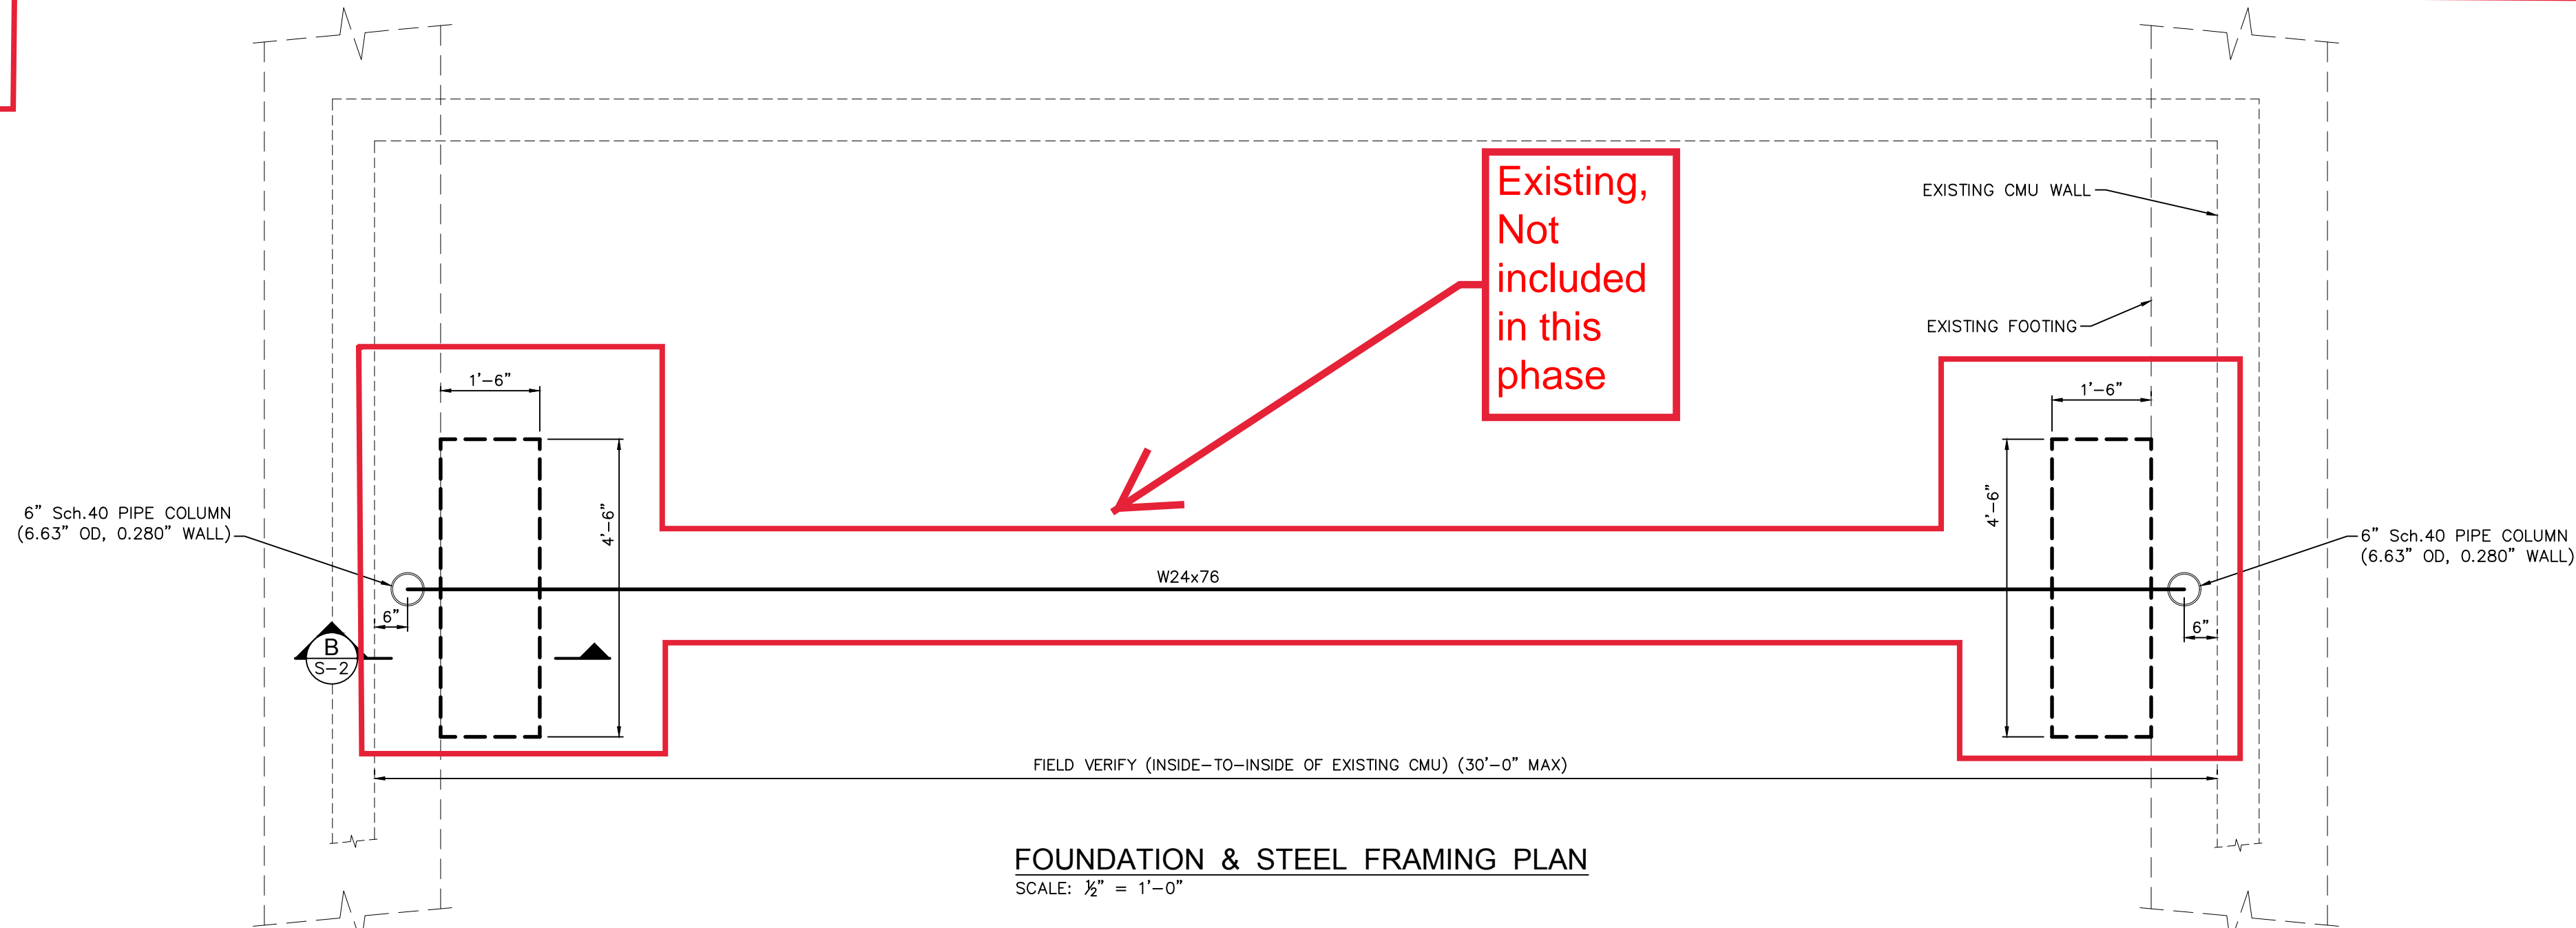 Existing,
Not
included
in this
phase
EXISTING CMU WALL
EXISTING FOOTING
1'-6"
1'-6"
4'-6"
4'-6"
6" Sch.40 PIPE COLUMN
(6.63" OD, 0.280" WALL)
6" Sch.40 PIPE COLUMN
(6.63" OD, 0.280" WALL)
W24x76
6"
6"
B
S-2
FIELD VERIFY (INSIDE-TO-INSIDE OF EXISTING CMU) (30'-0" MAX)
FOUNDATION & STEEL FRAMING PLAN
SCALE: ½" = 1'-0"